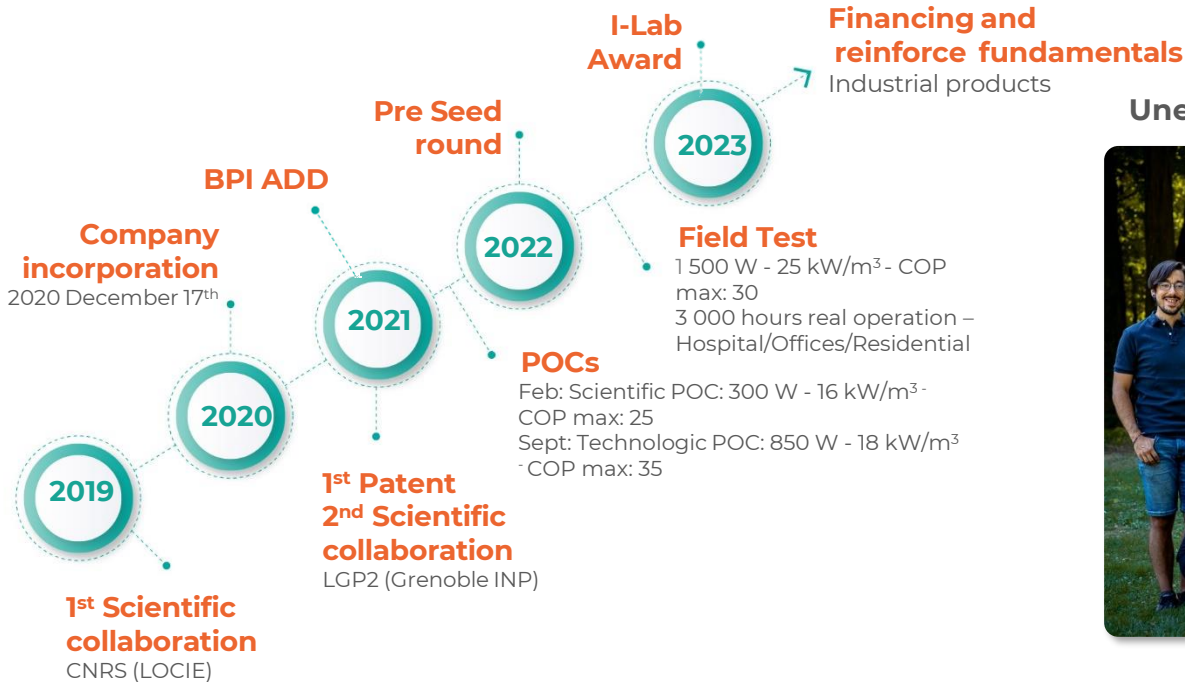 I-Lab
Award
Financing and
reinforce fundamentals
Industrial products
Une
Pre Seed
round
2023
BPI ADD
Company
incorporation
2020 December 17th
2022
Field Test
1 500 W - 25 kW/m³ - COP
max: 30
3 000 hours real operation –
Hospital/Offices/Residential
2021
POCs
Feb: Scientific POC: 300 W - 16 kW/m³ -
COP max: 25
Sept: Technologic POC: 850 W - 18 kW/m³
- COP max: 35
2020
1st Patent
2nd Scientific
collaboration
LGP2 (Grenoble INP)
2019
1st Scientific
collaboration
CNRS (LOCIE)